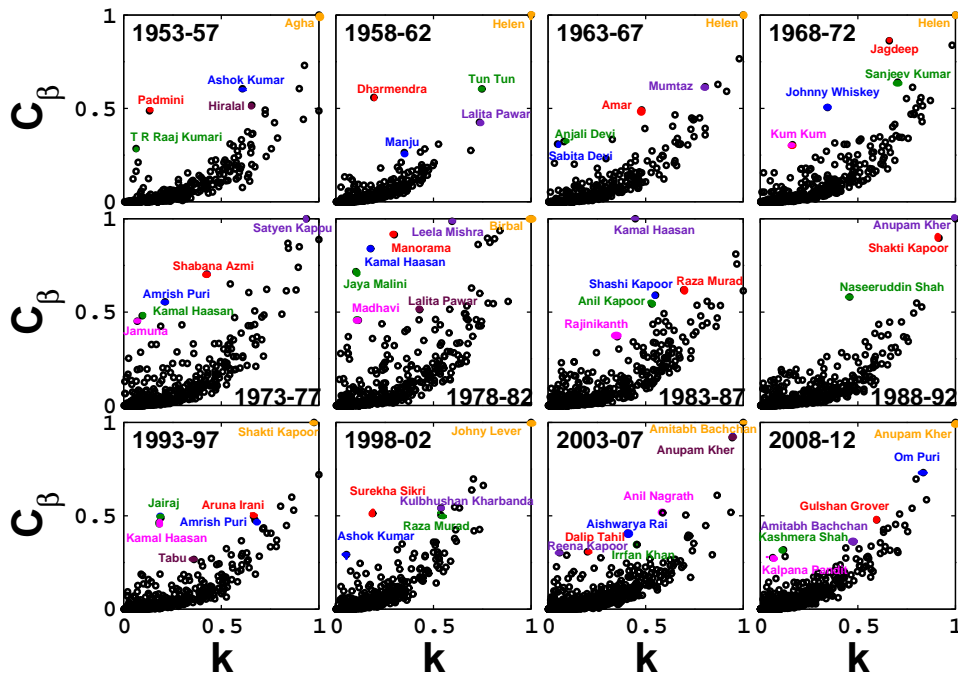 1
Agha
1953-57
Ashok Kumar
Padmini
Hiralal
T R Raaj Kumari
0.5
0
Cβ
Helen
1958-62
Dharmendra
Tun Tun
Lalita Pawar
Manju
Helen
1963-67
Mumtaz
Amar
Anjali Devi
Sabita Devi
Helen
1968-72
Jagdeep
Sanjeev Kumar
Johnny Whiskey
Kum Kum
1
Satyen Kappu
Shabana Azmi
Amrish Puri
Kamal Haasan
Jamuna
1973-77
0.5
0
Cβ
Birbal
Leela Mishra
Manorama
Kamal Haasan
Jaya Malini
Madhavi
Lalita Pawar
1978-82
Kamal Haasan
Shashi Kapoor
Raza Murad
Anil Kapoor
Rajinikanth
1983-87
Anupam Kher
Shakti Kapoor
Naseeruddin Shah
1988-92
1
Shakti Kapoor
1993-97
Jairaj
Aruna Irani
Amrish Puri
Kamal Haasan
Tabu
0.5
0
Cβ
0 0.5 1
k
Johny Lever
1998-02
Surekha Sikri
Kulbhushan Kharbanda
Raza Murad
Ashok Kumar
0 0.5 1
k
Amitabh Bachchan
2003-07
Anupam Kher
Anil Nagrath
Aishwarya Rai
Dalip Tahil
Reena Kapoor
Irrfan Khan
0 0.5 1
k
Anupam Kher
2008-12
Om Puri
Gulshan Grover
Amitabh Bachchan
Kashmera Shah
Kalpana Pandit
0 0.5 1
k